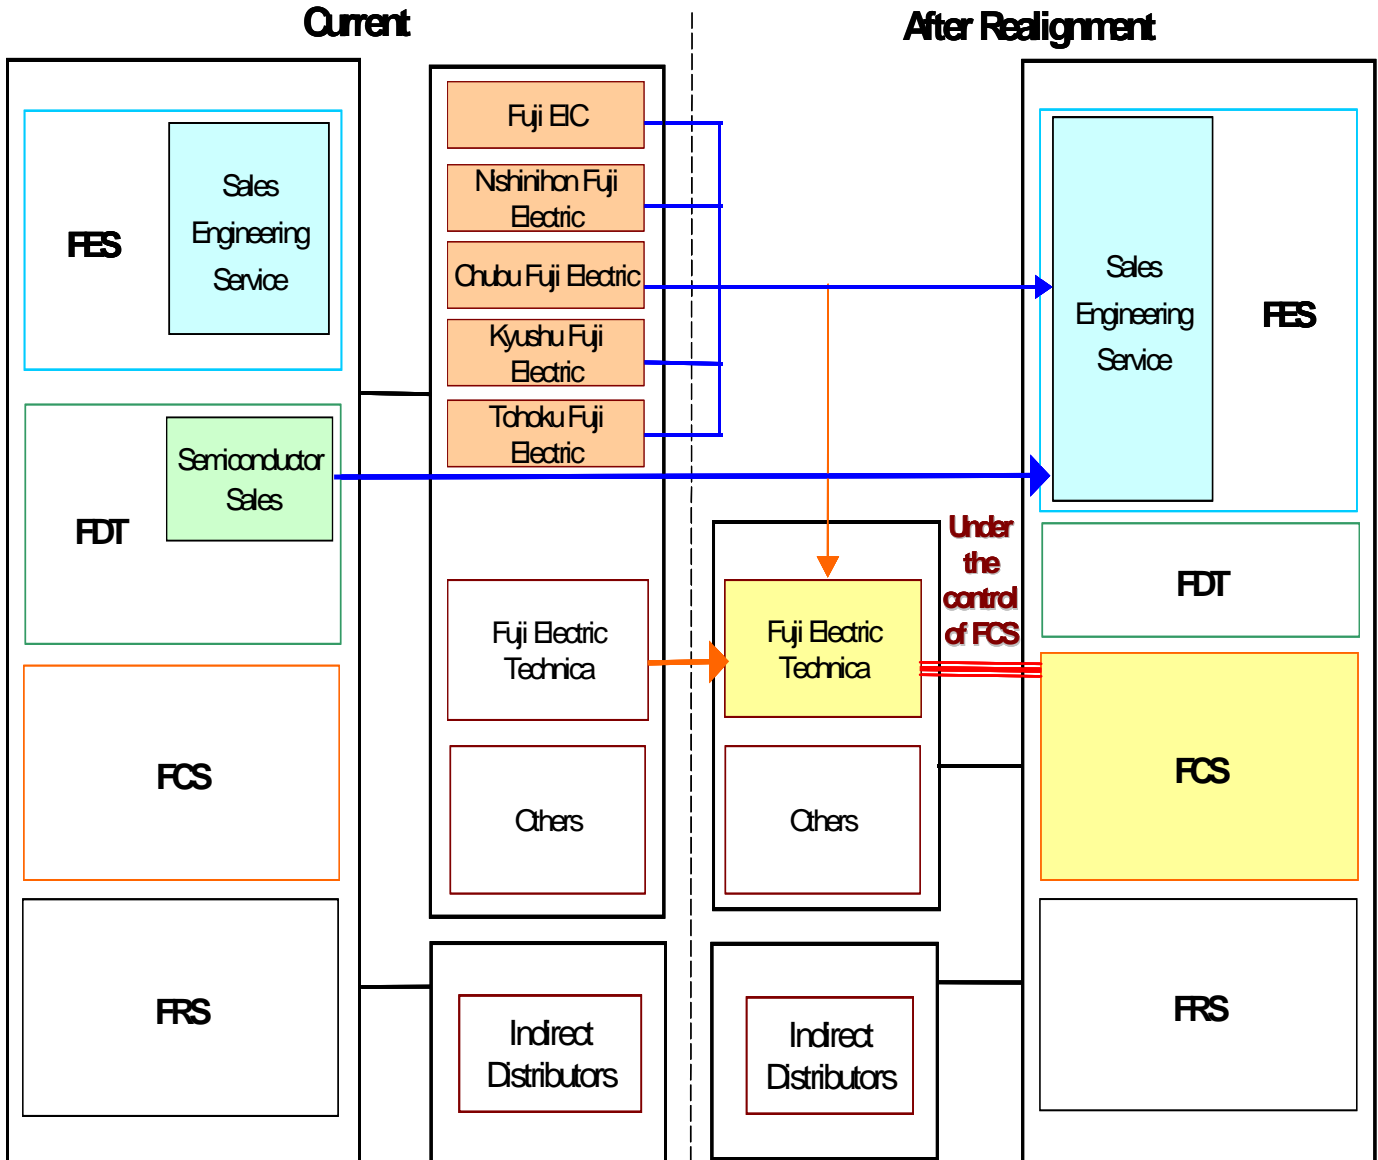 Current
After Realignment
FES
Sales
Engineering
Service
FDT
Semiconductor
Sales
FCS
FRS
Fuji EIC
Nishinihon Fuji
Electric
Chubu Fuji Electric
Kyushu Fuji
Electric
Tohoku Fuji
Electric
Fuji Electric
Technica
Others
Indirect
Distributors
Fuji Electric
Technica
Others
Indirect
Distributors
Under
the
control
of FCS
Sales
Engineering
Service
FES
FDT
FCS
FRS